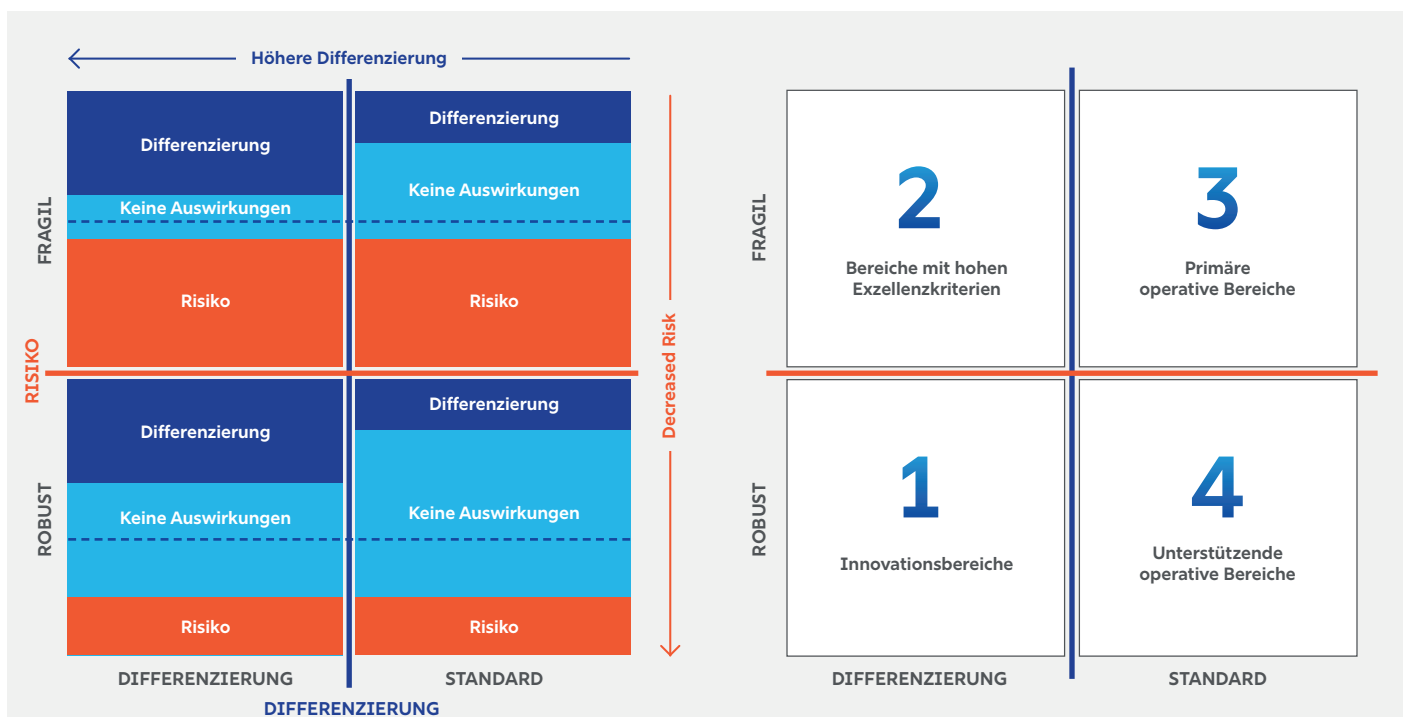 Höhere Differenzierung
Differenzierung
Keine Auswirkungen
Risiko
Differenzierung
Keine Auswirkungen
Risiko
FRAGIL
RISIKO
Decreased Risk
Differenzierung
Keine Auswirkungen
Risiko
Differenzierung
Keine Auswirkungen
Risiko
ROBUST
DIFFERENZIERUNG
STANDARD
DIFFERENZIERUNG
FRAGIL
2
Bereiche mit hohen
Exzellenzkriterien
3
Primäre
operative Bereiche
ROBUST
1
Innovationsbereiche
4
Unterstützende
operative Bereiche
DIFFERENZIERUNG
STANDARD